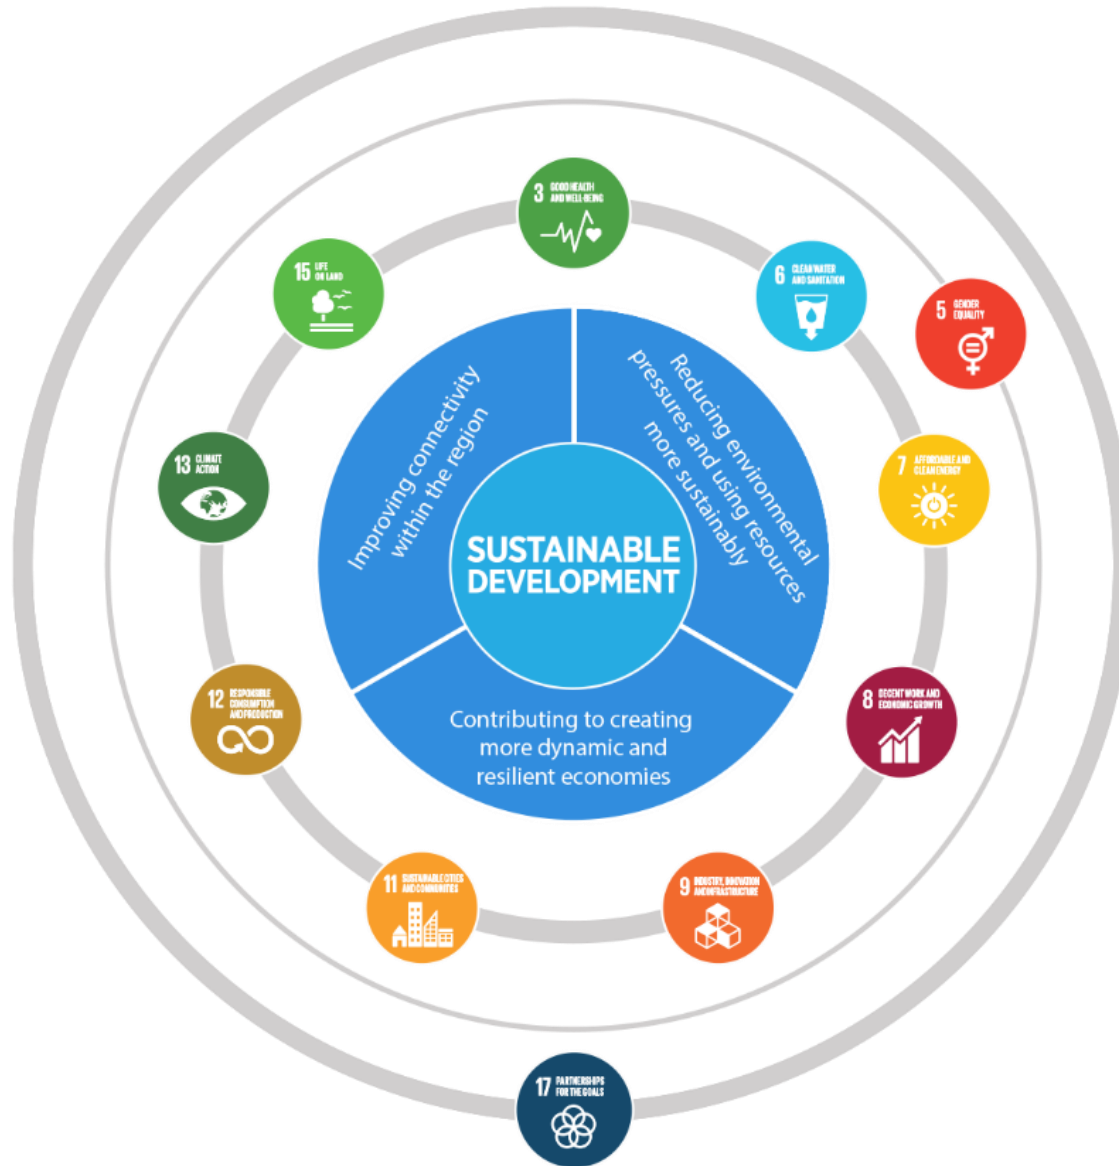 3 GOOD HEALTH
AND WELL-BEING
15 LIFE
ON LAND
6 CLEAN WATER
AND SANITATION
5 GENDER
EQUALITY
13 CLIMATE
ACTION
7 AFFORDABLE AND
CLEAN ENERGY
Improving connectivity
within the region
Reducing environmental
pressures and using resources
more sustainably
SUSTAINABLE
DEVELOPMENT
12 RESPONSIBLE
CONSUMPTION
AND PRODUCTION
8 DECENT WORK AND
ECONOMIC GROWTH
Contributing to creating
more dynamic and
resilient economies
11 SUSTAINABLE CITIES
AND COMMUNITIES
9 INDUSTRY, INNOVATION
AND INFRASTRUCTURE
17 PARTNERSHIPS
FOR THE GOALS